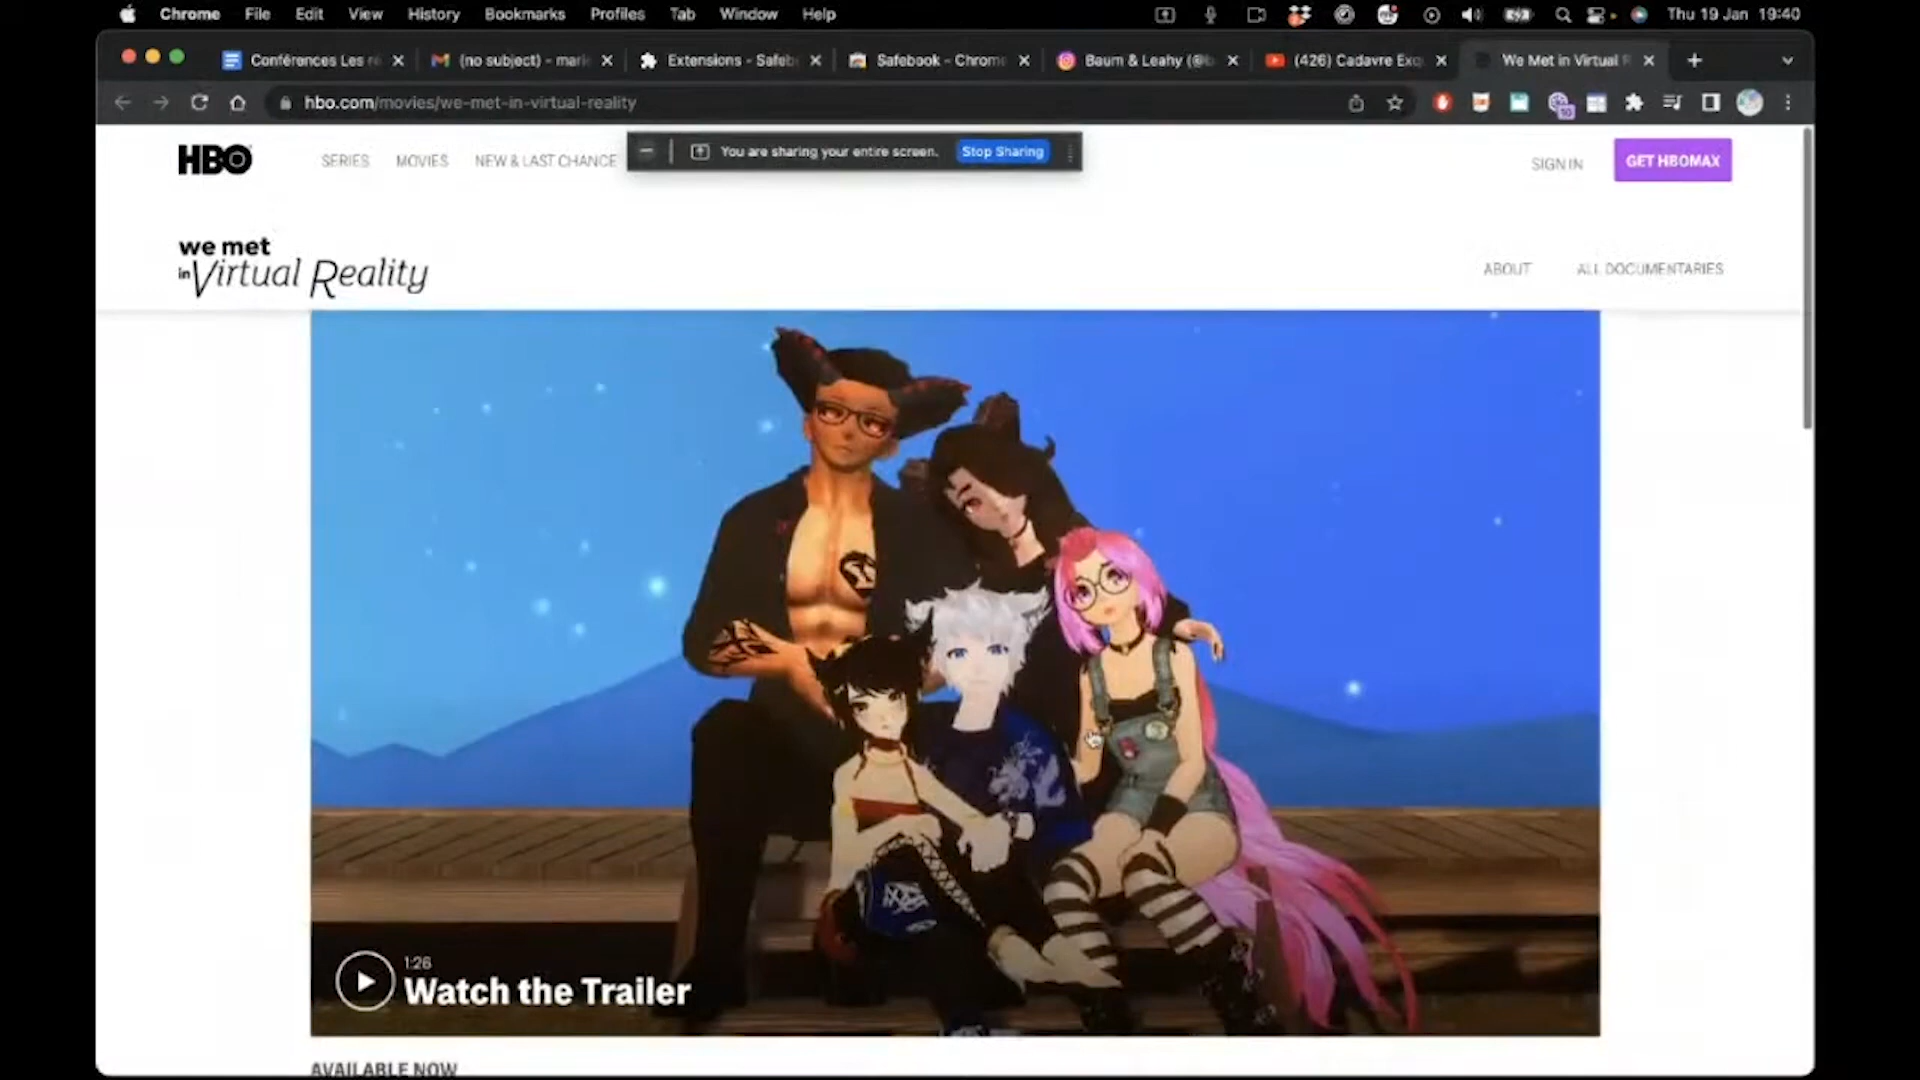 Chrome File Edit View History Bookmarks Profiles Tab Window Help Thu 19 Jan 19:40
Conférences Les (no subject) - mari Extensions - Safeb Safebook - Chrom Baum & Leahy (@b (426) Cadavre Exq We Met in Virtual R
hbo.com/movies/we-met-in-virtual-reality
You are sharing your entire screen. Stop Sharing
HBO SERIES MOVIES NEW & LAST CHANCE SIGN IN GET HBOMAX
we met
in Virtual Reality
ABOUT ALL DOCUMENTARIES
1:26
Watch the Trailer
AVAILABLE NOW